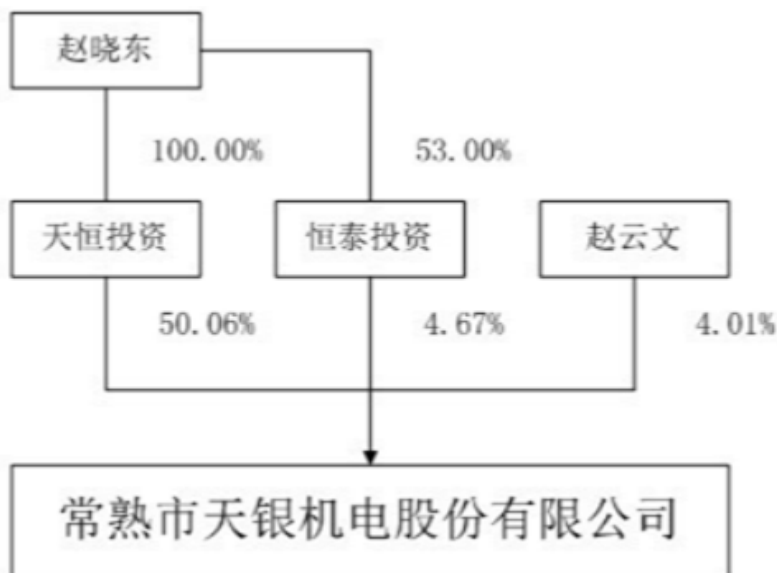 赵晓东
100.00%
53.00%
天恒投资
恒泰投资
赵云文
50.06%
4.67%
4.01%
常熟市天银机电股份有限公司